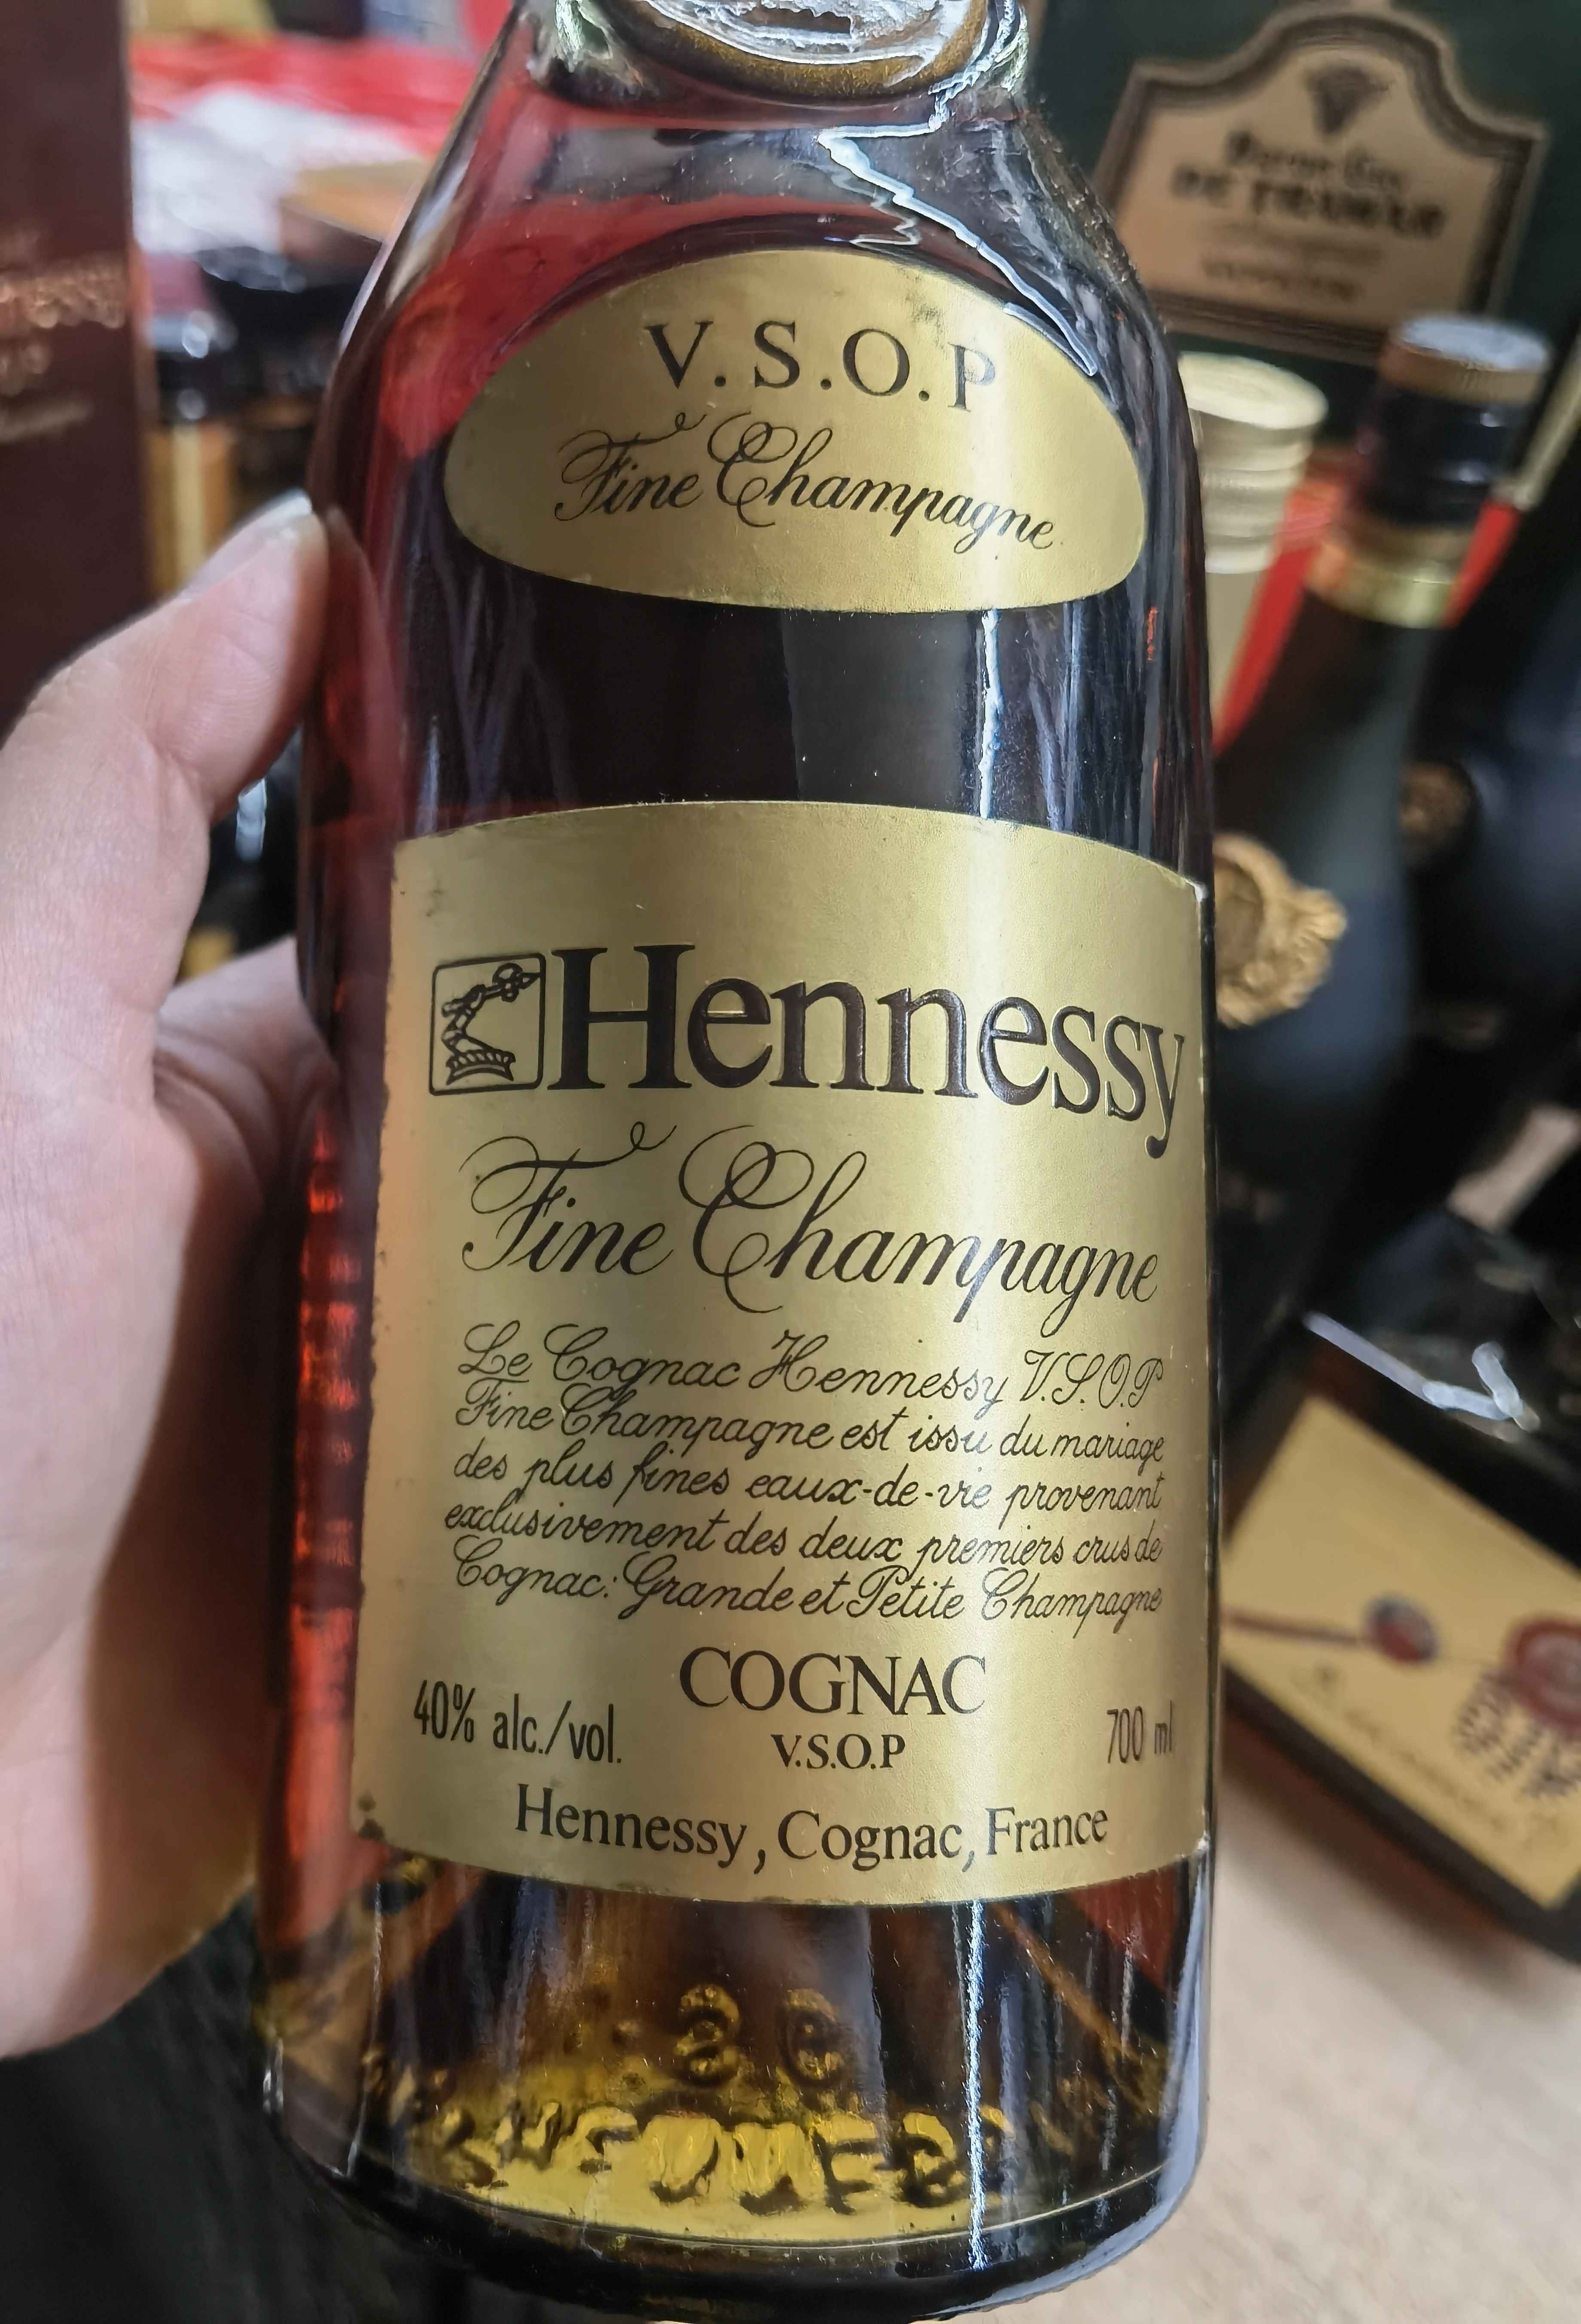 V.S.O.P
Fine Champagne
Hennessy
Fine Champagne
Le Cognac Hennessy V.S.O.P
Fine Champagne est issu du mariage
des plus fines eaux-de-vie provenant
exclusivement des deux premiers crus de
Cognac: Grande et Petite Champagne
COGNAC
40% alc./vol.
V.S.O.P
700 ml
Hennessy, Cognac, France